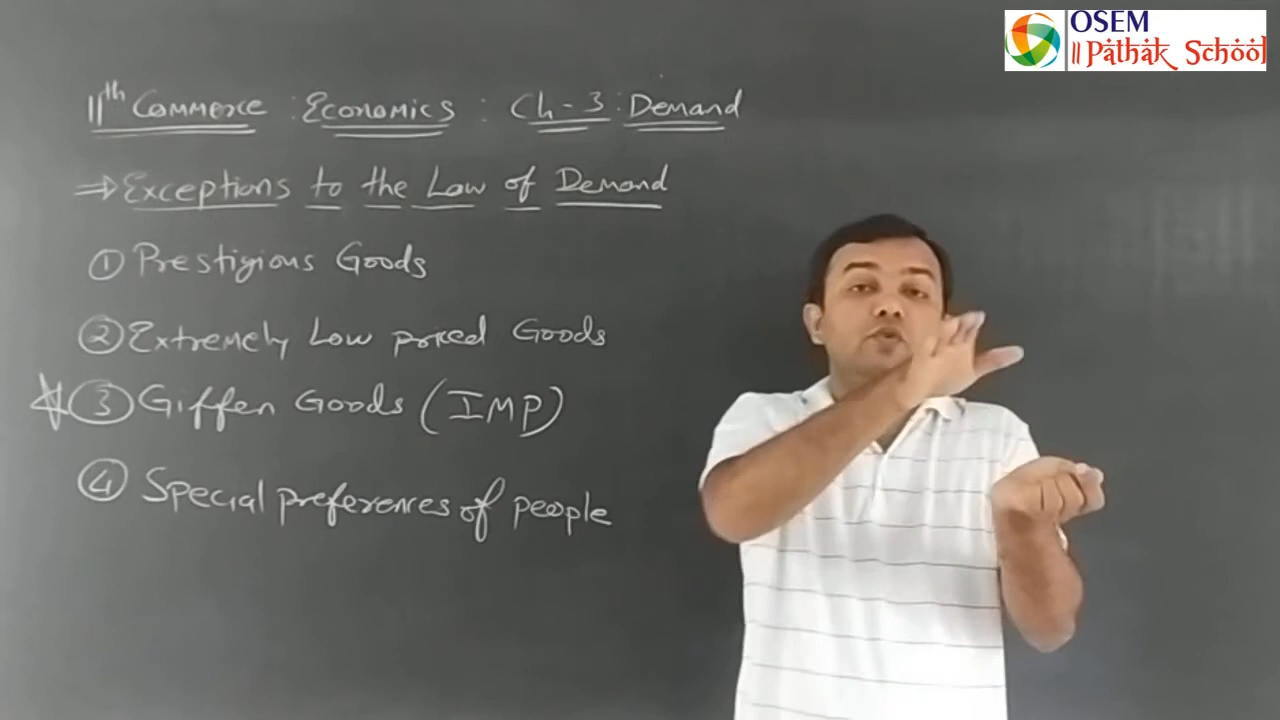 OSEM
॥ Pathak School
11th Commerce : Economics : Ch-3 : Demand
⇒ Exceptions to the Law of Demand
① Prestigious Goods
② Extremely Low priced Goods
③ Giffen Goods (IMP)
④ Special preferences of people